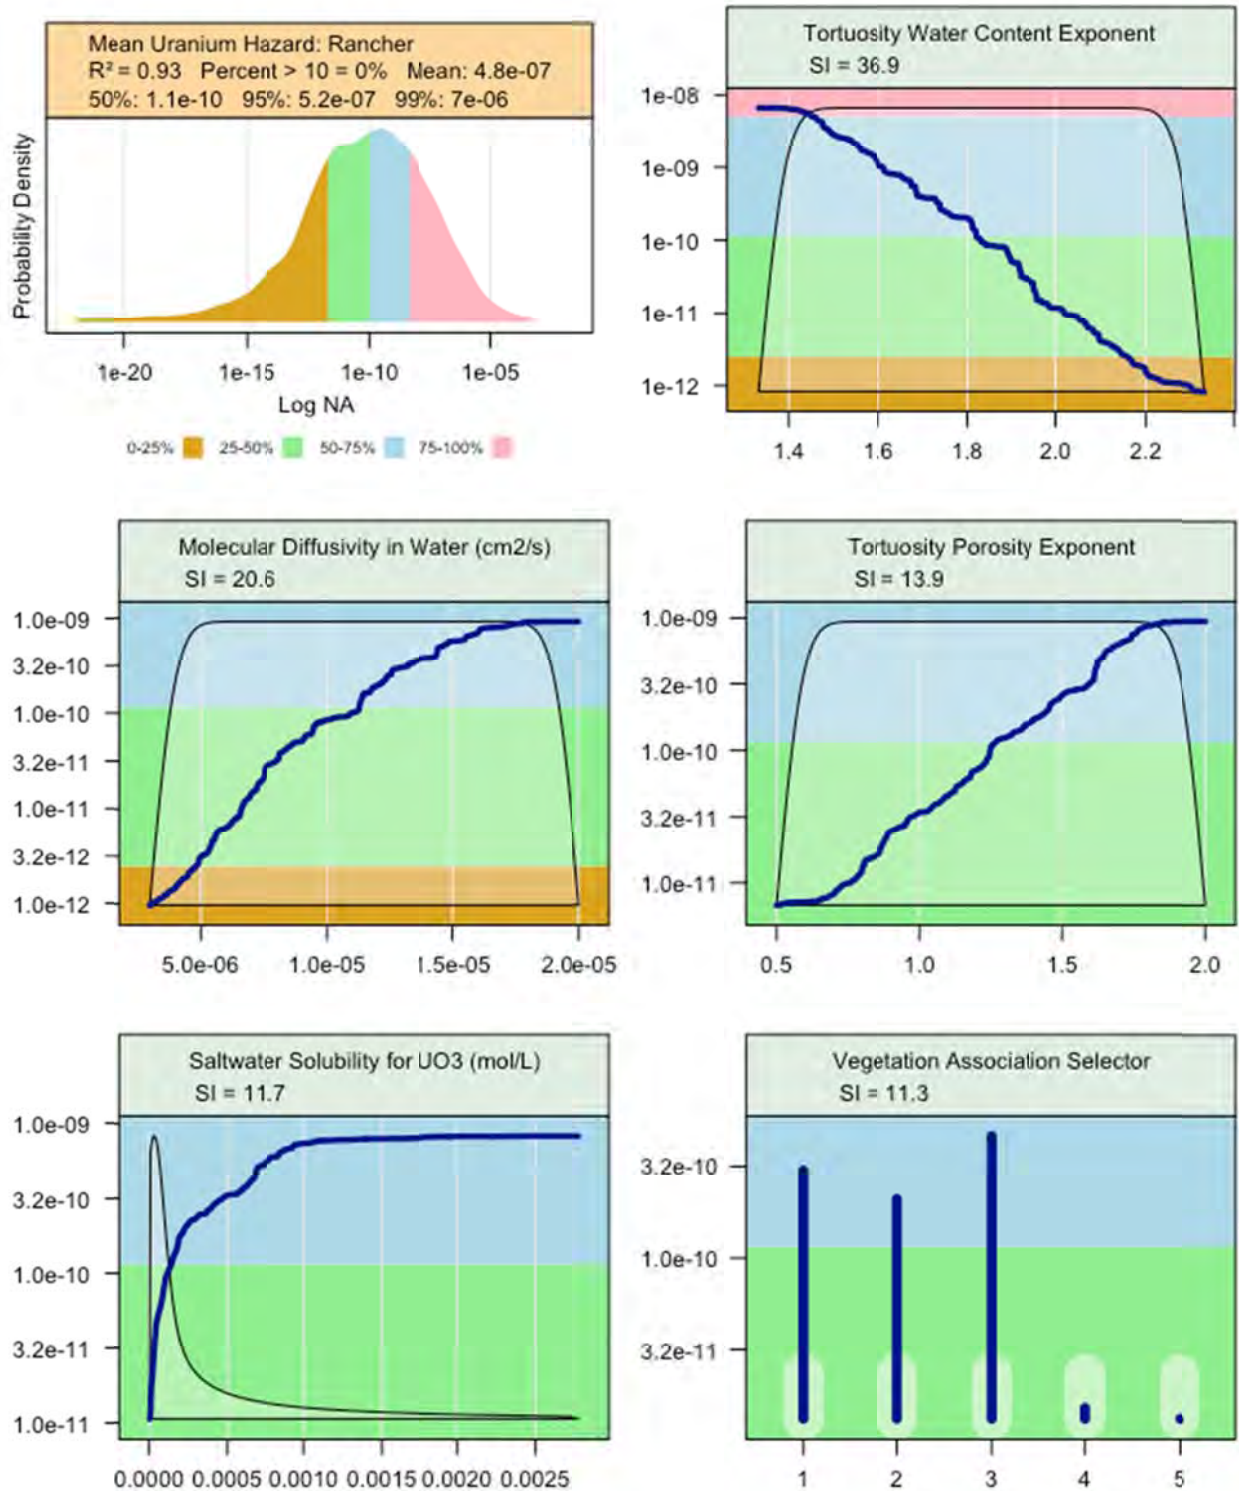 Mean Uranium Hazard: Rancher
R² = 0.93 Percent > 10 = 0% Mean: 4.8e-07
50%: 1.1e-10 95%: 5.2e-07 99%: 7e-06
Probability Density
1e-20 1e-15 1e-10 1e-05
Log NA
0-25% 25-50% 50-75% 75-100%
Tortuosity Water Content Exponent
SI = 36.9
1e-08
1e-09
1e-10
1e-11
1e-12
1.4 1.6 1.8 2.0 2.2
Molecular Diffusivity in Water (cm2/s)
SI = 20.6
1.0e-09
3.2e-10
1.0e-10
3.2e-11
1.0e-11
3.2e-12
1.0e-12
5.0e-06 1.0e-05 1.5e-05 2.0e-05
Tortuosity Porosity Exponent
SI = 13.9
1.0e-09
3.2e-10
1.0e-10
3.2e-11
1.0e-11
0.5 1.0 1.5 2.0
Saltwater Solubility for UO3 (mol/L)
SI = 11.7
1.0e-09
3.2e-10
1.0e-10
3.2e-11
1.0e-11
0.0000 0.0005 0.0010 0.0015 0.0020 0.0025
Vegetation Association Selector
SI = 11.3
3.2e-10
1.0e-10
3.2e-11
1 2 3 4 5